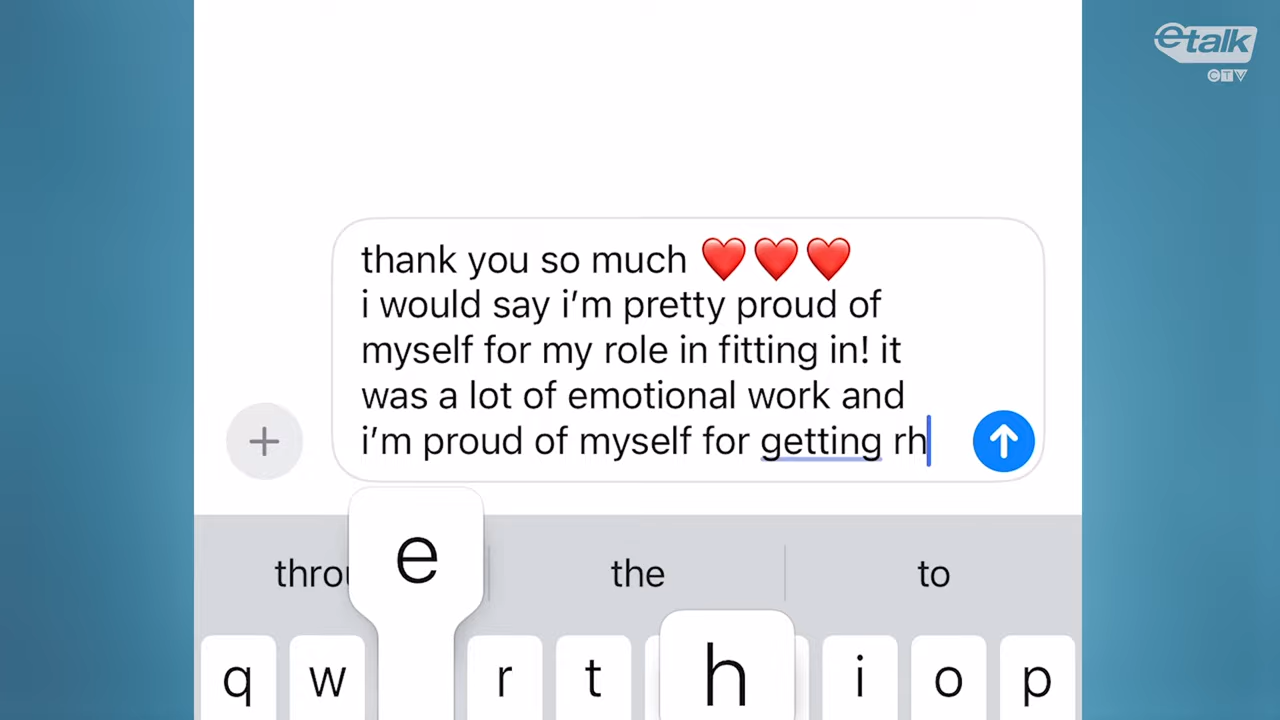 etalk
CTV
thank you so much ❤️❤️❤️
i would say i’m pretty proud of
myself for my role in fitting in! it
was a lot of emotional work and
i’m proud of myself for getting rh
throu
e
the
to
q w r t h i o p